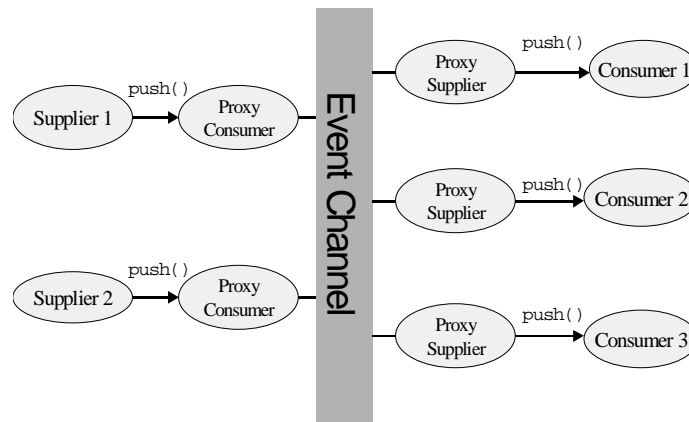 push()
Supplier 1
Proxy
Consumer
push()
Supplier 2
Proxy
Consumer
Event Channel
Proxy
Supplier
push()
Consumer 1
Proxy
Supplier
push()
Consumer 2
Proxy
Supplier
push()
Consumer 3